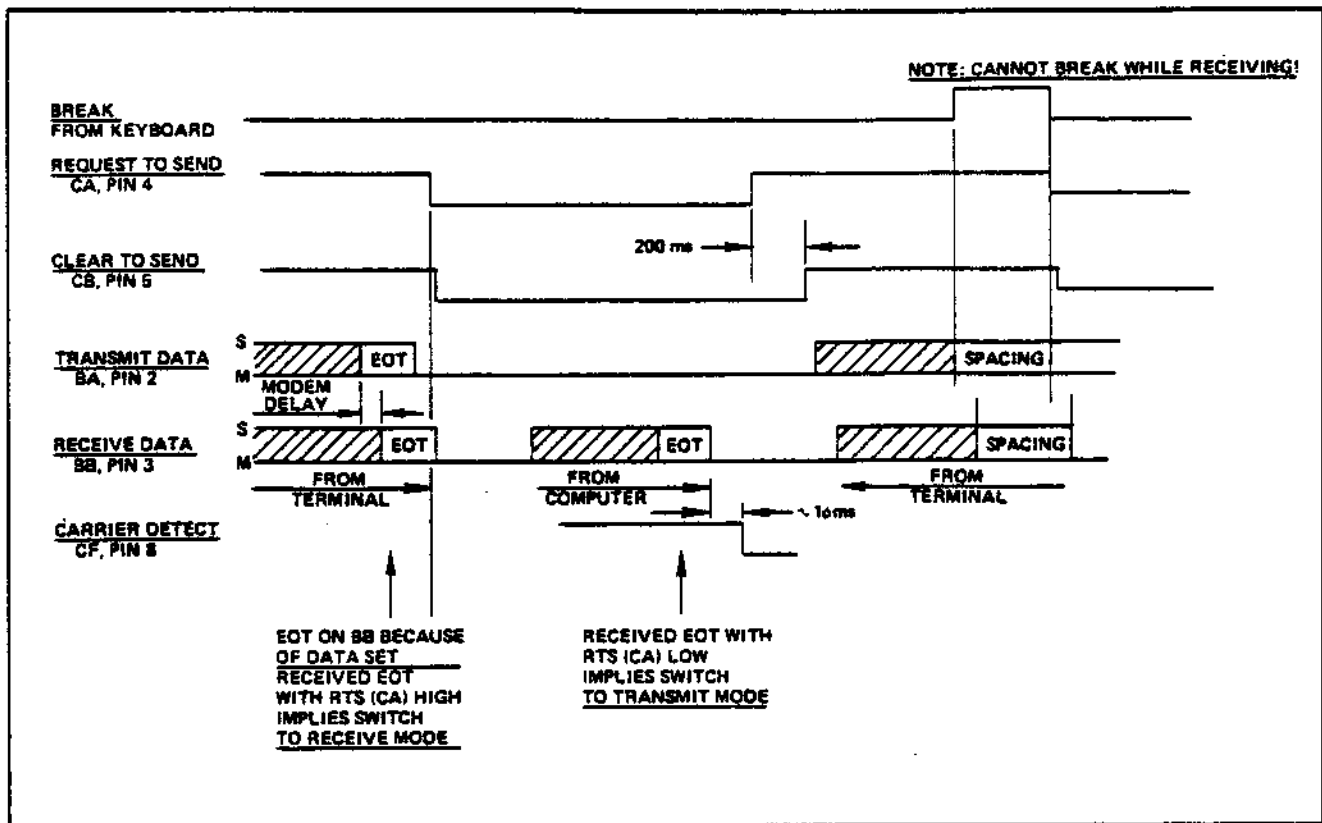 NOTE: CANNOT BREAK WHILE RECEIVING!
BREAK
FROM KEYBOARD
REQUEST TO SEND
CA, PIN 4
200 ms
CLEAR TO SEND
CB, PIN 5
TRANSMIT DATA
BA, PIN 2
S
M
EOT
SPACING
MODEM
DELAY
RECEIVE DATA
BB, PIN 3
S
M
EOT
EOT
SPACING
FROM
TERMINAL
FROM
COMPUTER
FROM
TERMINAL
CARRIER DETECT
CF, PIN 8
EOT ON BB BECAUSE
OF DATA SET
RECEIVED EOT
WITH RTS (CA) HIGH
IMPLIES SWITCH
TO RECEIVE MODE
RECEIVED EOT WITH
RTS (CA) LOW
IMPLIES SWITCH
TO TRANSMIT MODE